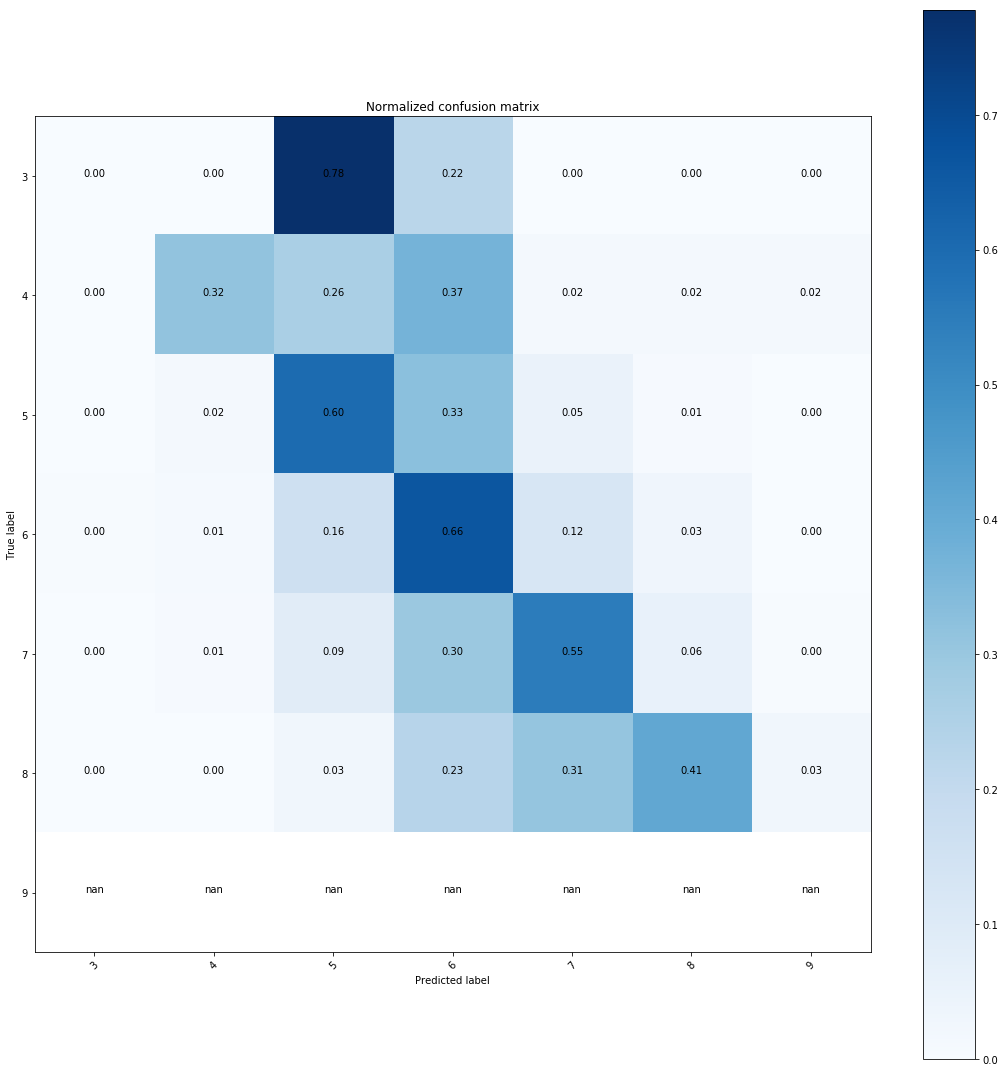 Normalized confusion matrix
True label
3 0.00 0.00 0.78 0.22 0.00 0.00 0.00
4 0.00 0.32 0.26 0.37 0.02 0.02 0.02
5 0.00 0.02 0.60 0.33 0.05 0.01 0.00
6 0.00 0.01 0.16 0.66 0.12 0.03 0.00
7 0.00 0.01 0.09 0.30 0.55 0.06 0.00
8 0.00 0.00 0.03 0.23 0.31 0.41 0.03
9 nan nan nan nan nan nan nan
3 4 5 6 7 8 9
Predicted label
0.7
0.6
0.5
0.4
0.3
0.2
0.1
0.0